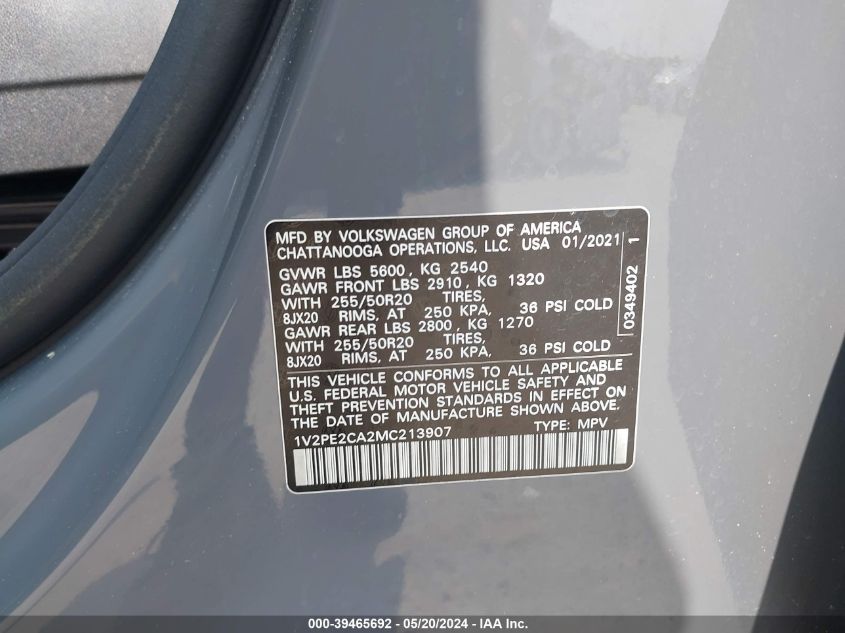 MFD BY VOLKSWAGEN GROUP OF AMERICA
CHATTANOOGA OPERATIONS, LLC. USA 01/2021
GVWR LBS 5600, KG 2540
GAWR FRONT LBS 2910, KG 1320
WITH 255/50R20 TIRES,
8JX20 RIMS, AT 250 KPA, 36 PSI COLD
GAWR REAR LBS 2800, KG 1270
WITH 255/50R20 TIRES,
8JX20 RIMS, AT 250 KPA, 36 PSI COLD
0349402 1
THIS VEHICLE CONFORMS TO ALL APPLICABLE
U.S. FEDERAL MOTOR VEHICLE SAFETY AND
THEFT PREVENTION STANDARDS IN EFFECT ON
THE DATE OF MANUFACTURE SHOWN ABOVE.
1V2PE2CA2MC213907 TYPE: MPV
000-39465692 - 05/20/2024 - IAA Inc.